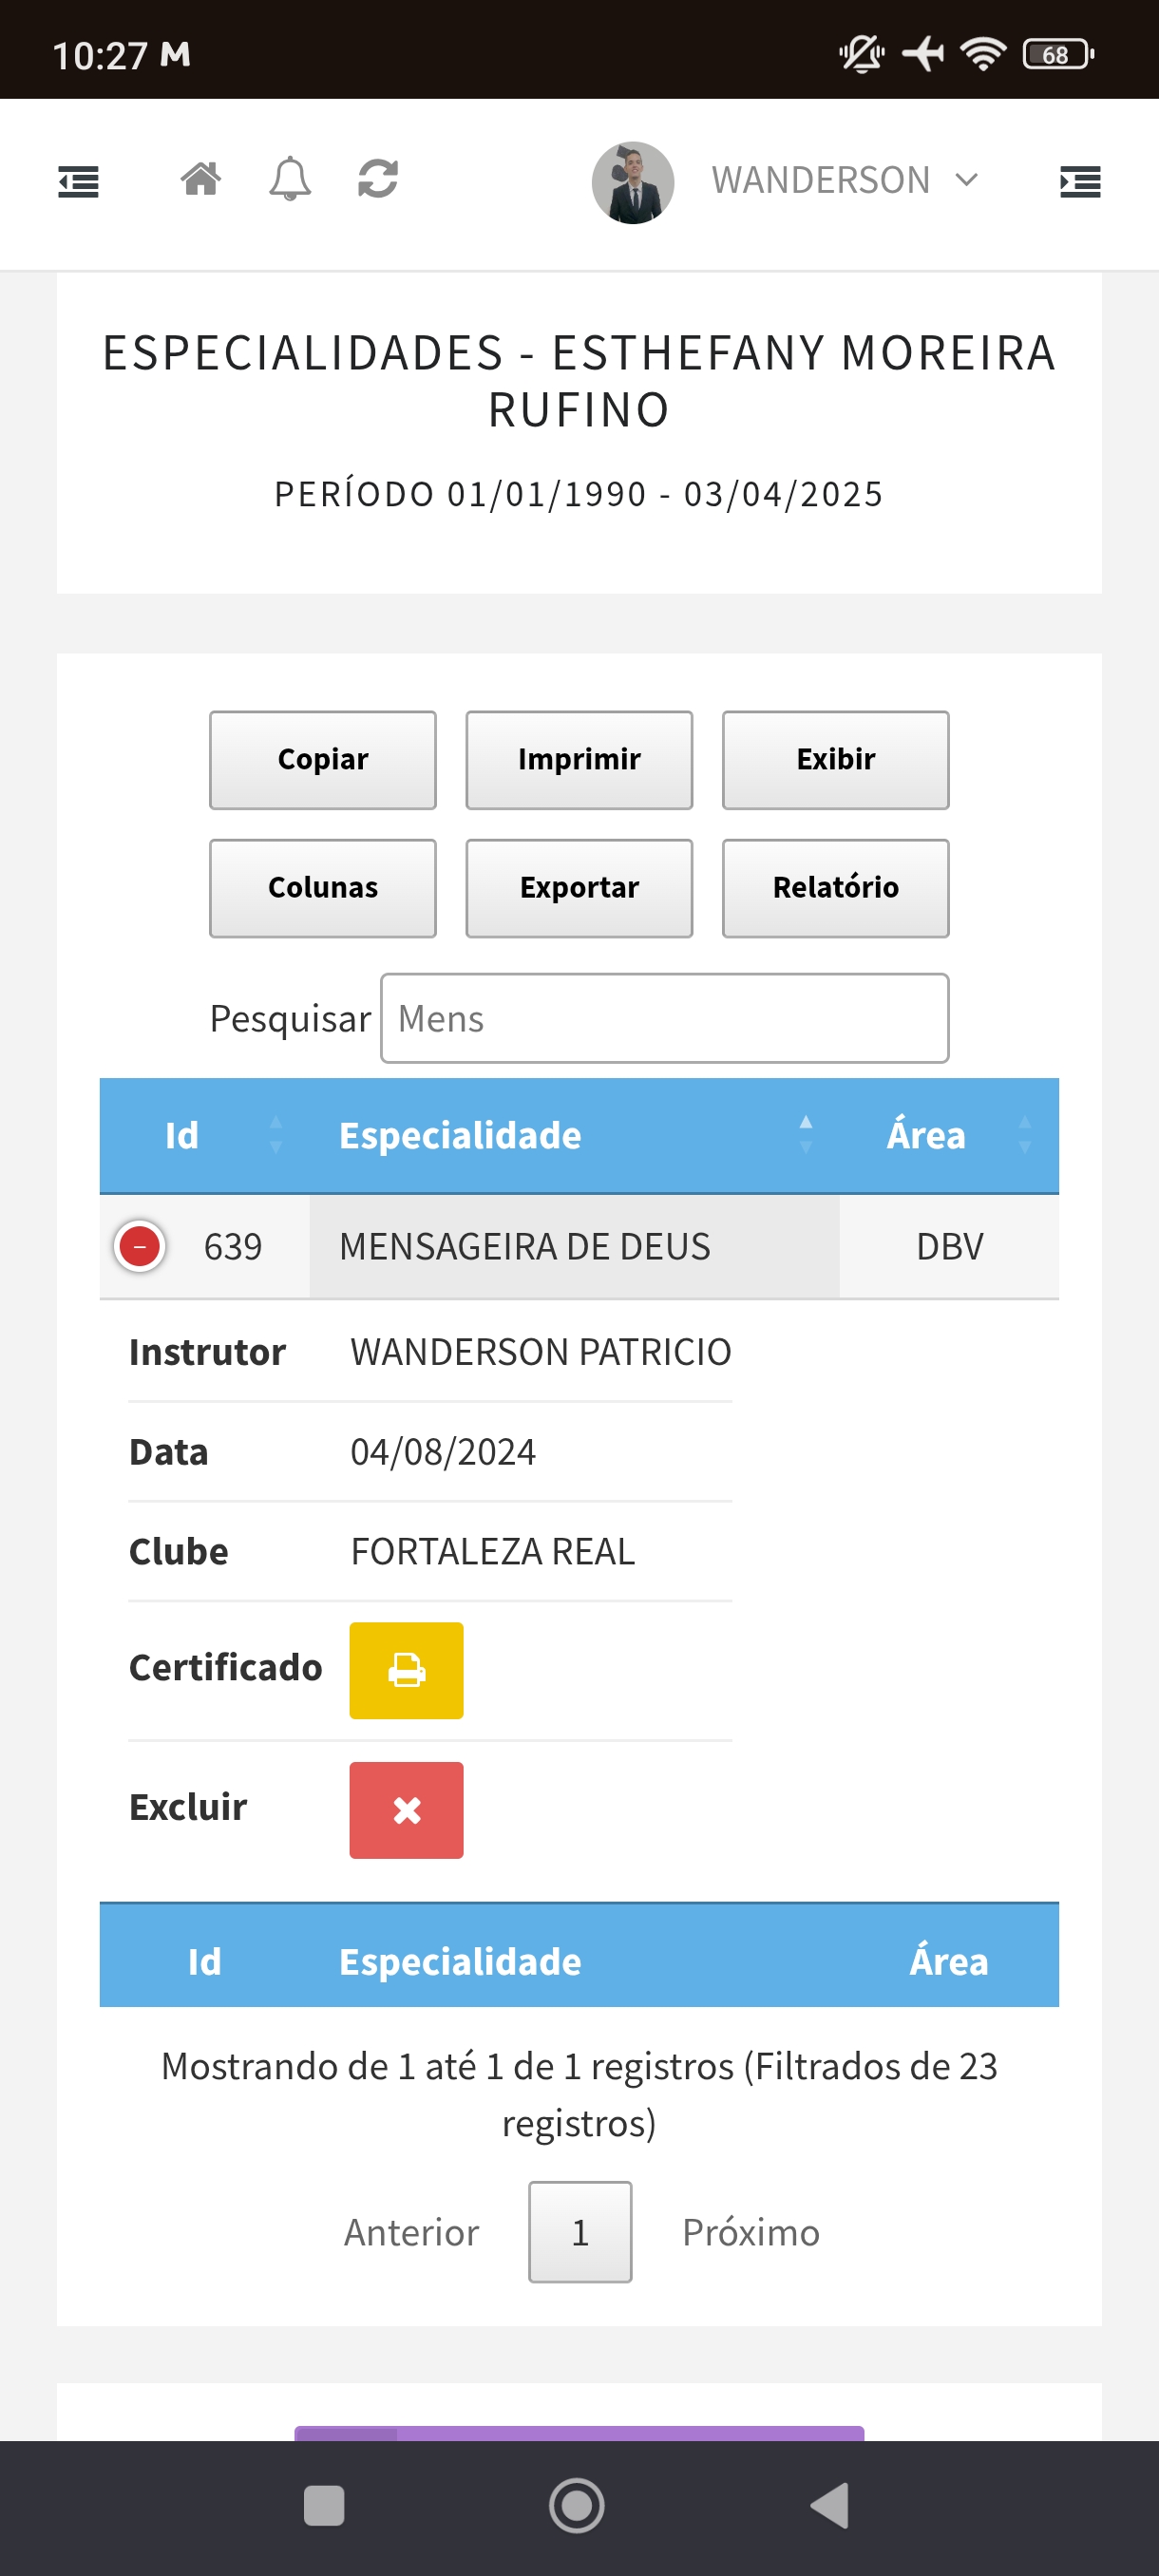 10:27 M
68
WANDERSON
ESPECIALIDADES - ESTHEFANY MOREIRA
RUFINO
PERÍODO 01/01/1990 - 03/04/2025
Copiar Imprimir Exibir
Colunas Exportar Relatório
Pesquisar Mens
Id Especialidade Área
639 MENSAGEIRA DE DEUS DBV
Instrutor WANDERSON PATRICIO
Data 04/08/2024
Clube FORTALEZA REAL
Certificado
Excluir
Id Especialidade Área
Mostrando de 1 até 1 de 1 registros (Filtrados de 23
registros)
Anterior 1 Próximo